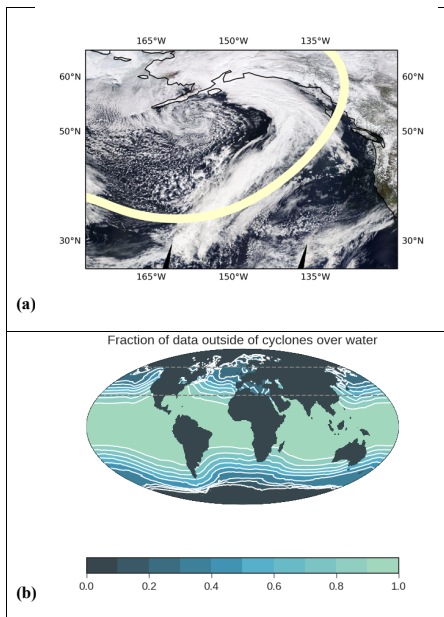 165°W 150°W 135°W
60°N 60°N
50°N 50°N
30°N 30°N
165°W 150°W 135°W
(a)
Fraction of data outside of cyclones over water
0.0 0.2 0.4 0.6 0.8 1.0
(b)